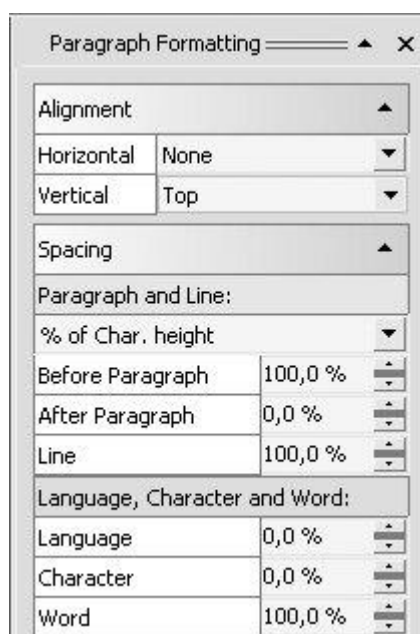 Paragraph Formatting
Alignment
Horizontal None
Vertical Top
Spacing
Paragraph and Line:
% of Char. height
Before Paragraph 100,0 %
After Paragraph 0,0 %
Line 100,0 %
Language, Character and Word:
Language 0,0 %
Character 0,0 %
Word 100,0 %